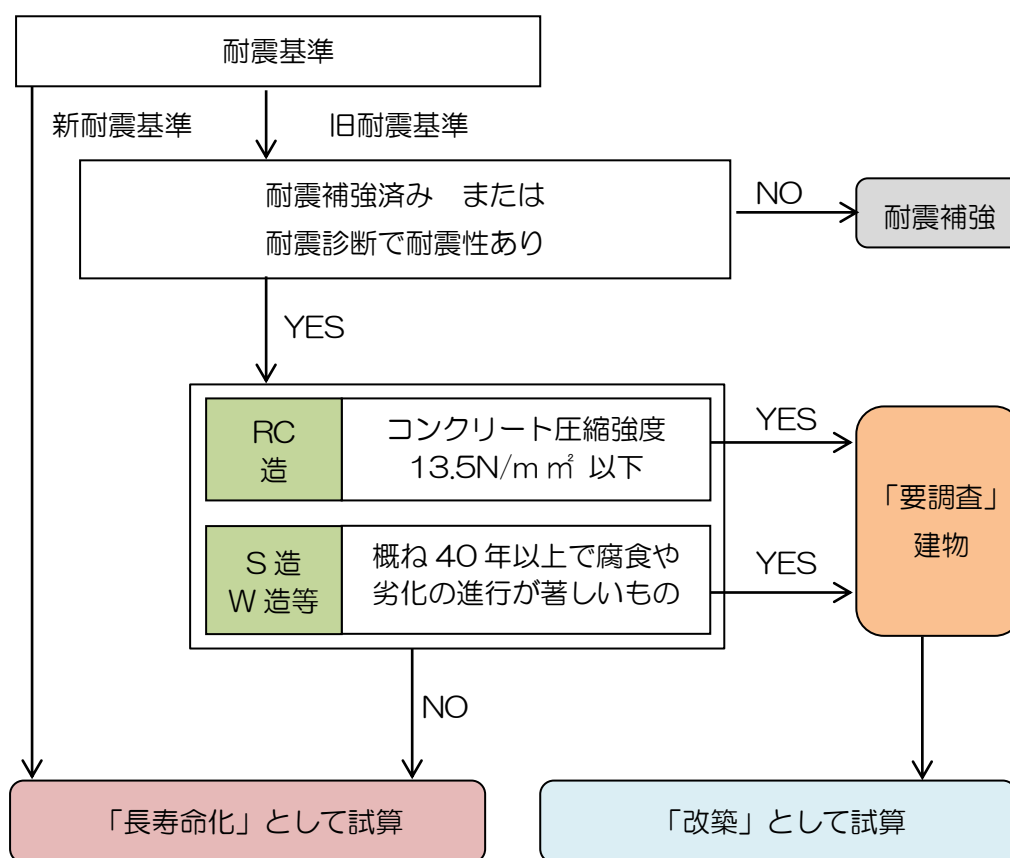 耐震基準
新耐震基準
旧耐震基準
耐震補強済み　または
耐震診断で耐震性あり
NO
耐震補強
YES
RC
造
コンクリート圧縮強度
13.5N/ｍ㎡ 以下
YES
「要調査」
建物
S 造
W 造等
概ね 40 年以上で腐食や
劣化の進行が著しいもの
YES
NO
「長寿命化」として試算
「改築」として試算